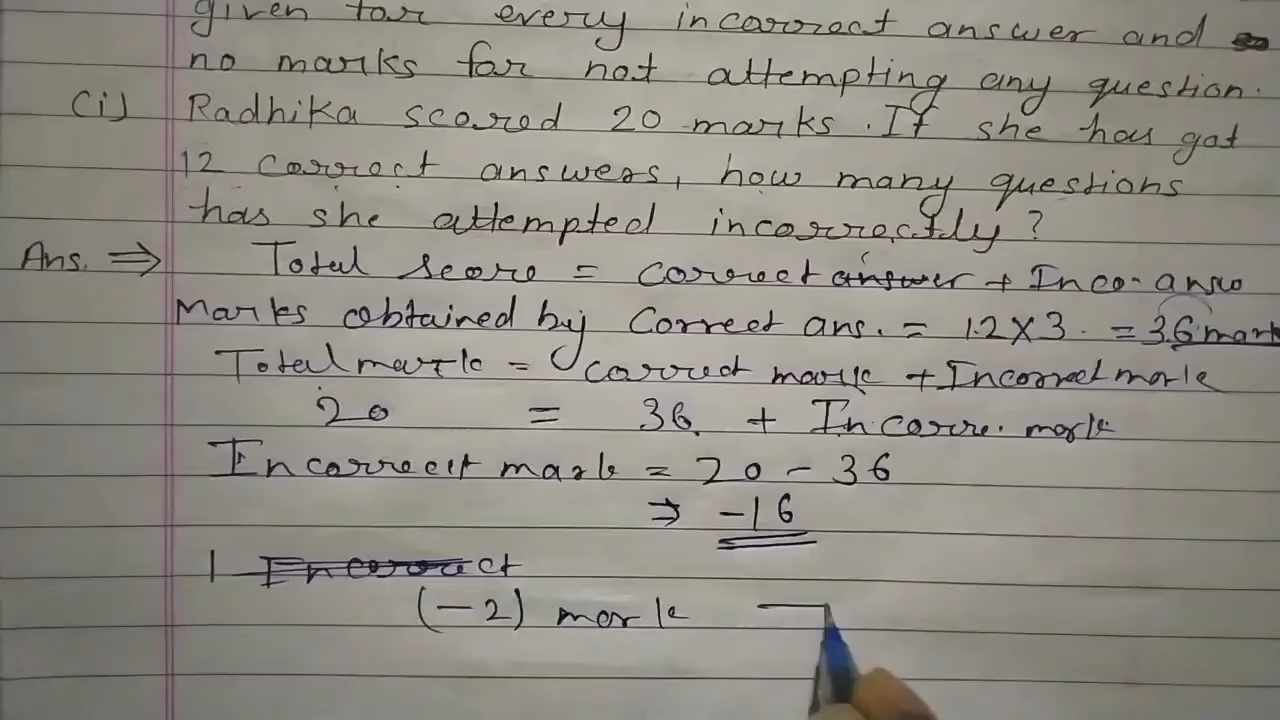 given for every incorrect answer and
no marks for not attempting any question.
(i) Radhika scored 20 marks. If she has got
12 correct answers, how many questions
has she attempted incorrectly?
Ans. ⇒ Total score = correct answer + Inco. answ
Marks obtained by correct ans. = 12 × 3. = 36 mark
Total mark = correct mark + Incorrect mark
20 = 36 + Incorre. mark
Incorrect mark = 20 - 36
⇒ -16
1 Incorrect
(-2) mark